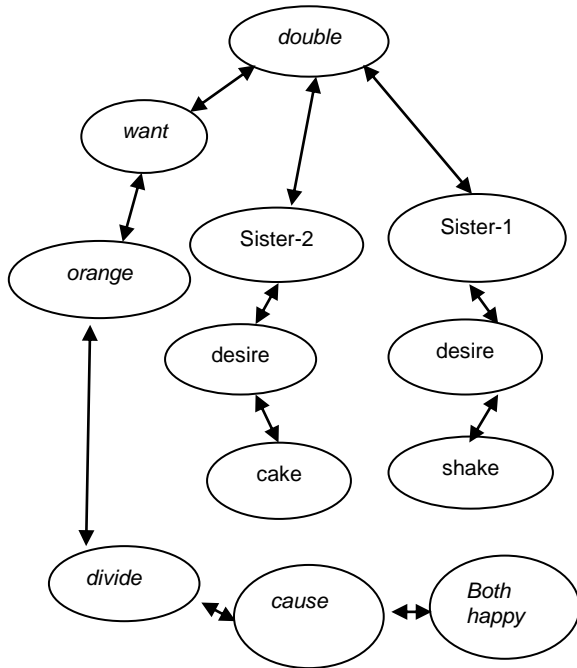 double
want
Sister-2
Sister-1
orange
desire
desire
cake
shake
divide
cause
Both
happy